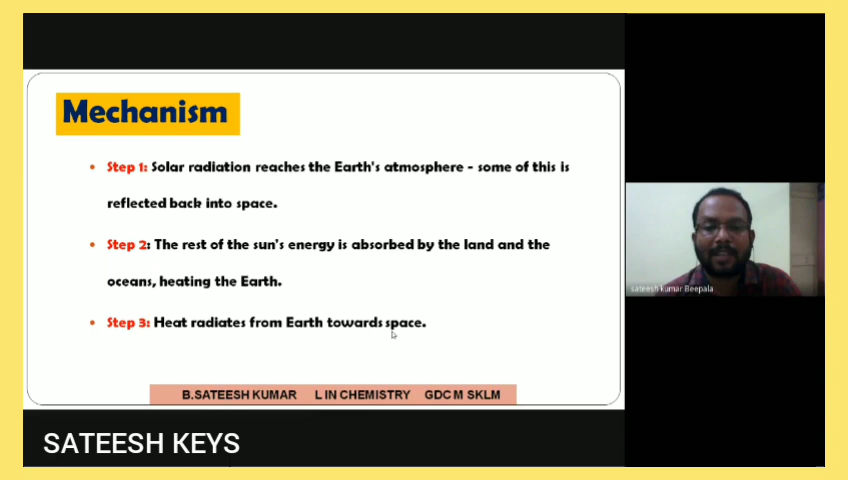 Mechanism
• Step 1: Solar radiation reaches the Earth's atmosphere - some of this is
reflected back into space.
• Step 2: The rest of the sun's energy is absorbed by the land and the
oceans, heating the Earth.
• Step 3: Heat radiates from Earth towards space.
sateesh kumar Beepala
B.SATEESH KUMAR L IN CHEMISTRY GDC M SKLM
SATEESH KEYS